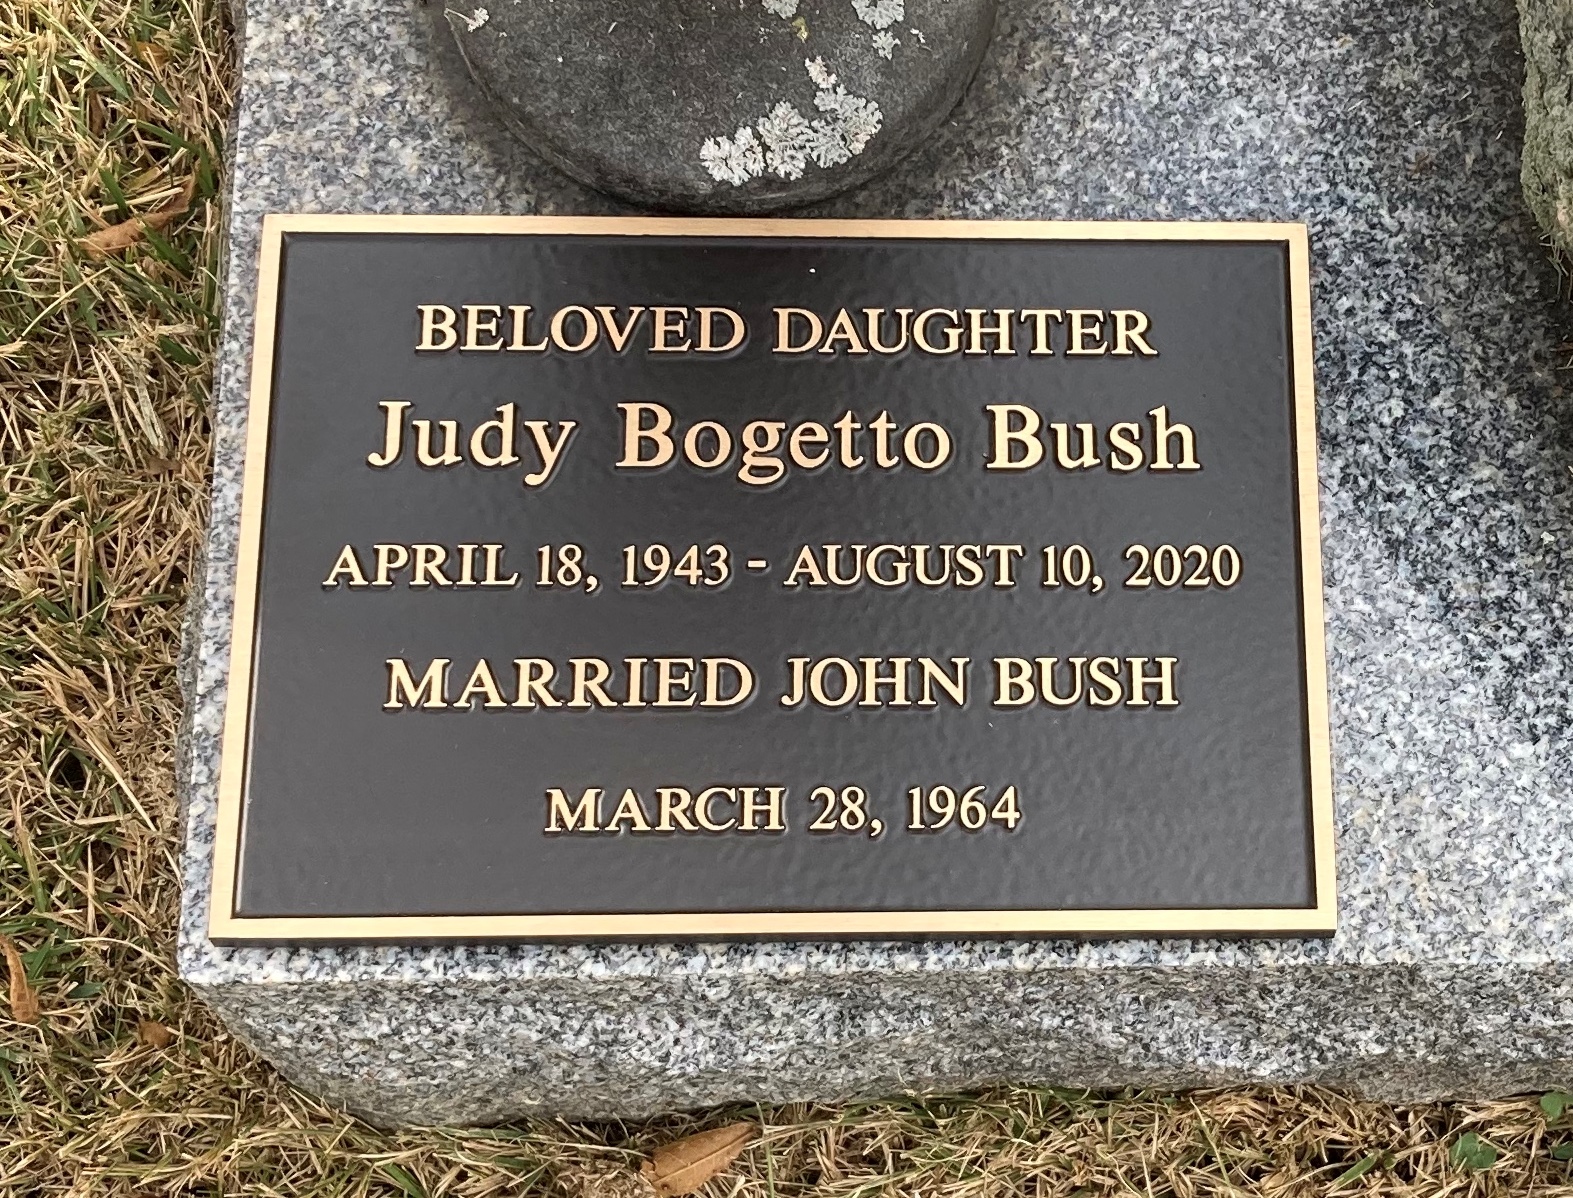 BELOVED DAUGHTER
Judy Bogetto Bush
APRIL 18, 1943 - AUGUST 10, 2020
MARRIED JOHN BUSH
MARCH 28, 1964